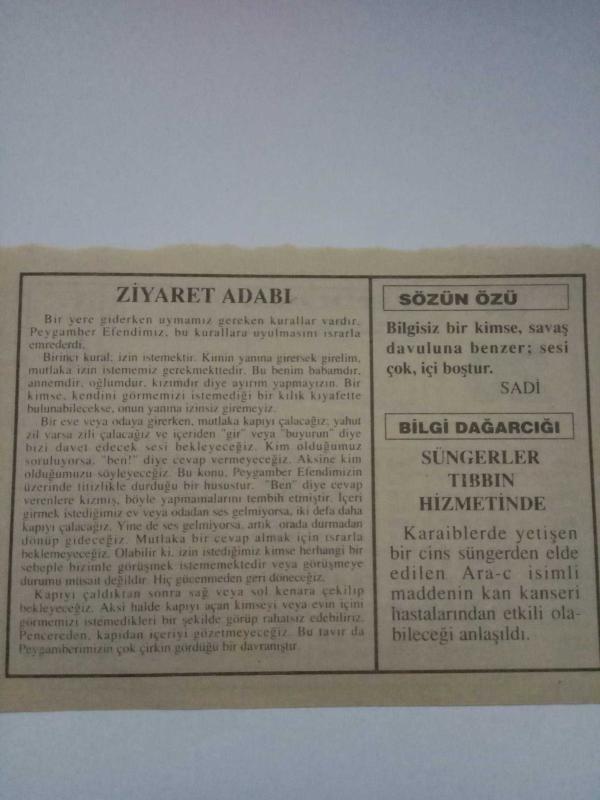 ZİYARET ADABI
Bir yere giderken uymamız gereken kurallar vardır.
Peygamber Efendimiz, bu kurallara uyulmasını ısrarla
emrederdi.
Birinci kural; izin istemektir. Kimin yanına girersek girelim,
mutlaka izin istememiz gerekmekttedir. Bu benim babamdır,
annemdir, oğlumdur, kızımdır diye ayırım yapmayızın. Bir
kimse, kendini görmemizi istemediği bir kılık kıyafette
bulunabilecekse, onun yanına izinsiz giremeyiz.
Bir eve veya odaya girerken, mutlaka kapıyı çalacağız; yahut
zil varsa zili çalacağız ve içeriden "gir" veya "buyurun" diye
bizi davet edecek sesi bekleyeceğiz. Kim olduğumuz
soruluyorsa, "ben!" diye cevap vermeyeceğiz. Aksine kim
olduğumuzu söyleyeceğiz. Bu konu, Peygamber Efendimizin
üzerinde titizlikle durduğu bir husustur. "Ben" diye cevap
verenlere kızmış, böyle yapmamalarını tembih etmiştir. İçeri
girmek istediğimiz ev veya odadan ses gelmiyorsa, iki defa daha
kapıyı çalacağız. Yine de ses gelmiyorsa, artık orada durmadan
dönüp gideceğiz. Mutlaka bir cevap almak için ısrarla
beklemeyeceğiz. Olabilir ki, izin istediğimiz kimse herhangi bir
sebeple bizimle görüşmek istememektedir veya görüşmeye
durumu müsait değildir. Hiç gücenmeden geri döneceğiz.
Kapıyı çaldıktan sonra sağ veya sol kenara çekilip
bekleyeceğiz. Aksi halde kapıyı açan kimseyi veya evin içini
görmemizi istemedikleri bir şekilde görüp rahatsız edebiliriz.
Pencereden, kapıdan içeriyi gözetmeyeceğiz. Bu tavır da
Peygamberimizin çok çirkin gördüğü bir davranıştır.
SÖZÜN ÖZÜ
Bilgisiz bir kimse, savaş
davuluna benzer; sesi
çok, içi boştur.
SADİ
BİLGİ DAĞARCIĞI
SÜNGERLER
TIBBIN
HİZMETİNDE
Karaiblerde yetişen
bir cins süngerden elde
edilen Ara-c isimli
maddenin kan kanseri
hastalarından etkili ola-
bileceği anlaşıldı.